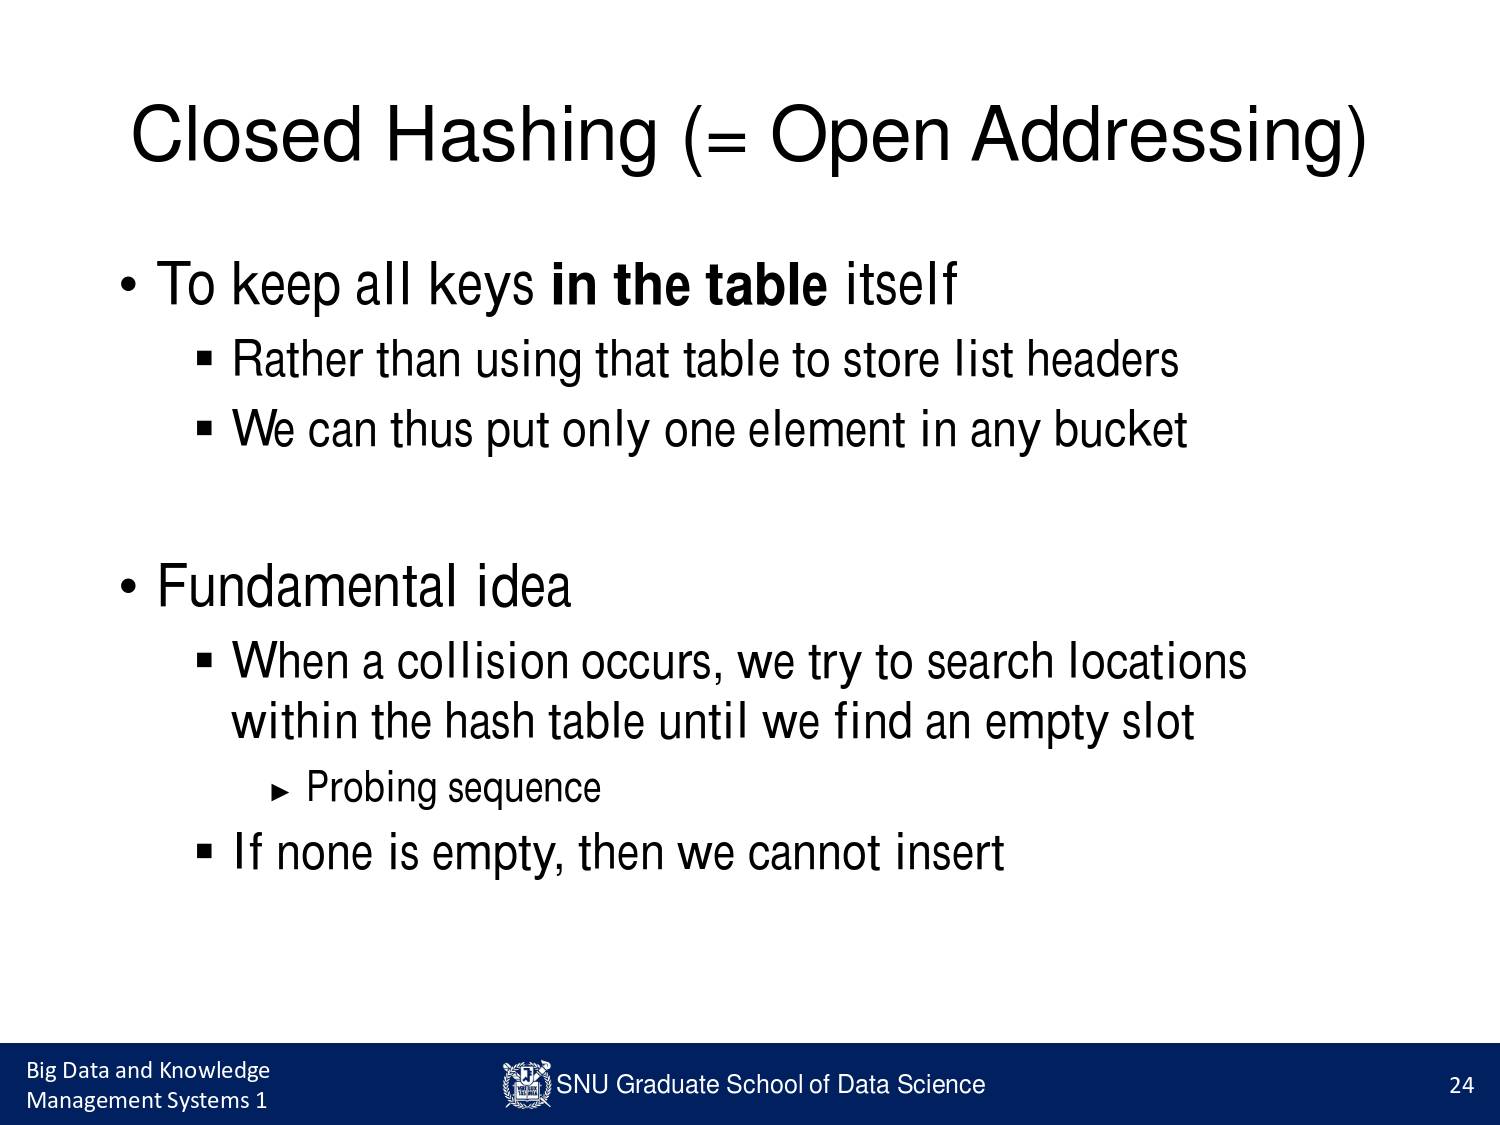 Closed Hashing (= Open Addressing)
• To keep all keys in the table itself
▪ Rather than using that table to store list headers
▪ We can thus put only one element in any bucket
• Fundamental idea
▪ When a collision occurs, we try to search locations
within the hash table until we find an empty slot
► Probing sequence
▪ If none is empty, then we cannot insert
Big Data and Knowledge
Management Systems 1
SNU Graduate School of Data Science
24